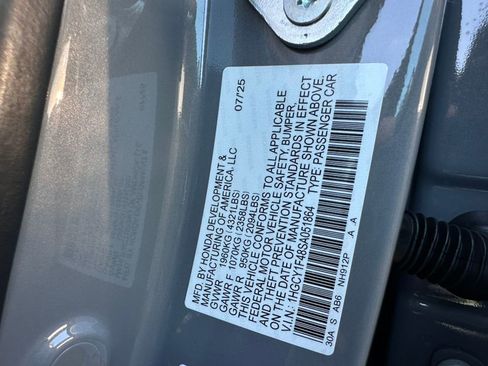 07/'25
MFD. BY HONDA DEVELOPMENT &
MANUFACTURING OF AMERICA, LLC
GVWR 1960KG (4321LBS)
GAWR F 1070KG (2358LBS)
GAWR R 950KG (2094LBS)
THIS VEHICLE CONFORMS TO ALL APPLICABLE
FEDERAL MOTOR VEHICLE SAFETY, BUMPER,
AND THEFT PREVENTION STANDARDS IN EFFECT
ON THE DATE OF MANUFACTURE SHOWN ABOVE.
V.I.N.: 1HGCY1F48SA051864 TYPE: PASSENGER CAR
30A S AB6 NH912P A A